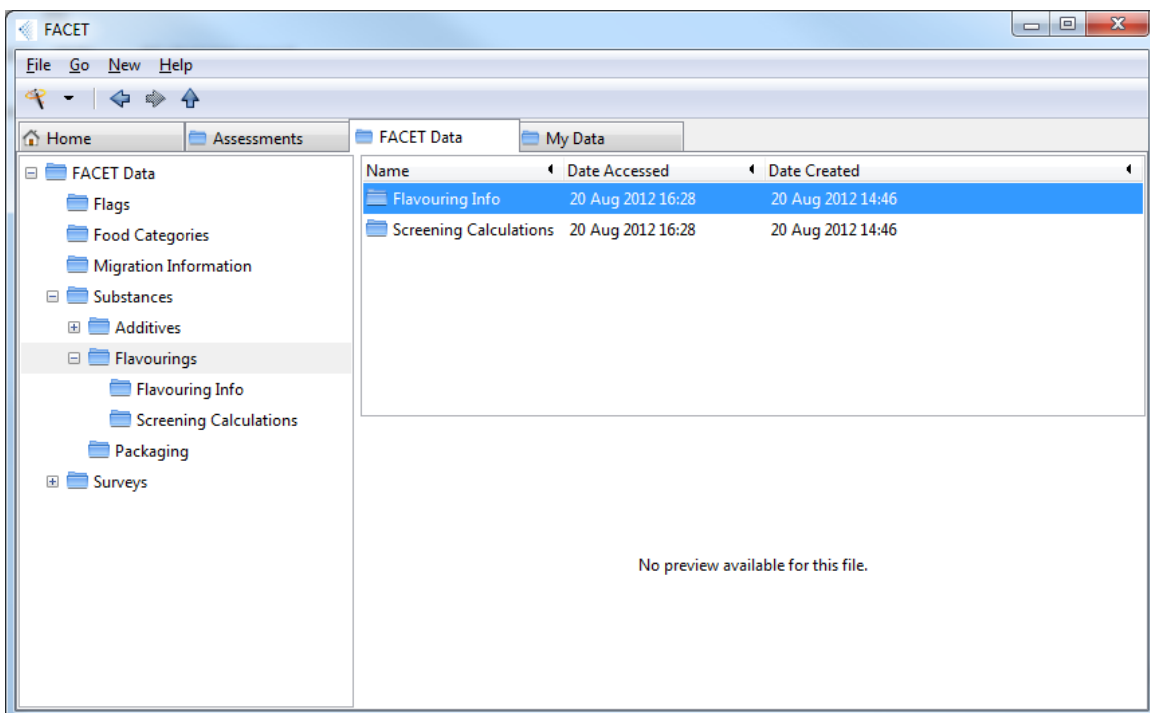 FACET
File Go New Help
Home Assessments FACET Data My Data
FACET Data
Flags
Food Categories
Migration Information
Substances
Additives
Flavourings
Flavouring Info
Screening Calculations
Packaging
Surveys
Name Date Accessed Date Created
Flavouring Info 20 Aug 2012 16:28 20 Aug 2012 14:46
Screening Calculations 20 Aug 2012 16:28 20 Aug 2012 14:46
No preview available for this file.